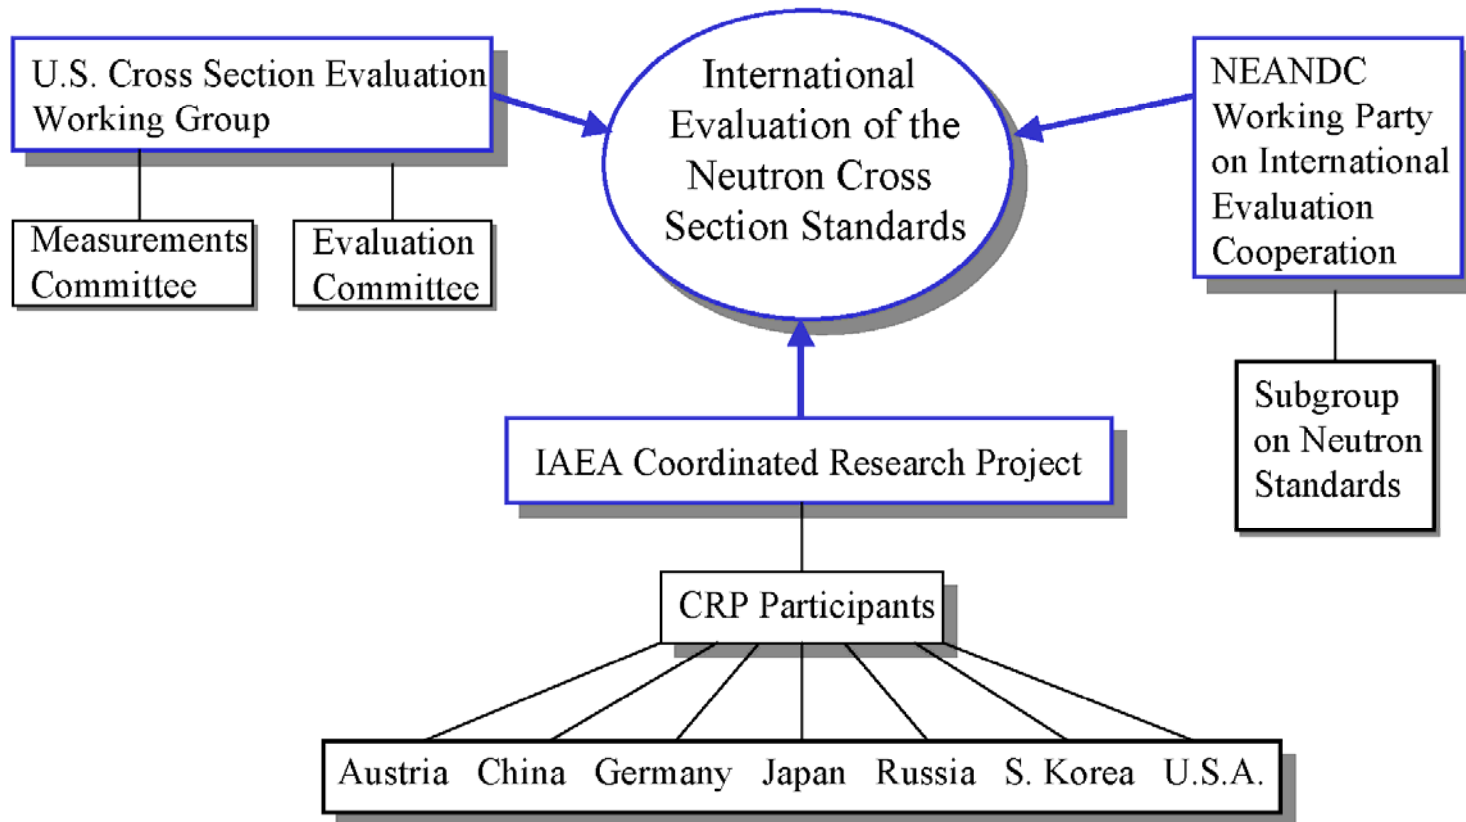 U.S. Cross Section Evaluation
Working Group
Measurements
Committee
Evaluation
Committee
International
Evaluation of the
Neutron Cross
Section Standards
NEANDC
Working Party
on International
Evaluation
Cooperation
Subgroup
on Neutron
Standards
IAEA Coordinated Research Project
CRP Participants
Austria China Germany Japan Russia S. Korea U.S.A.